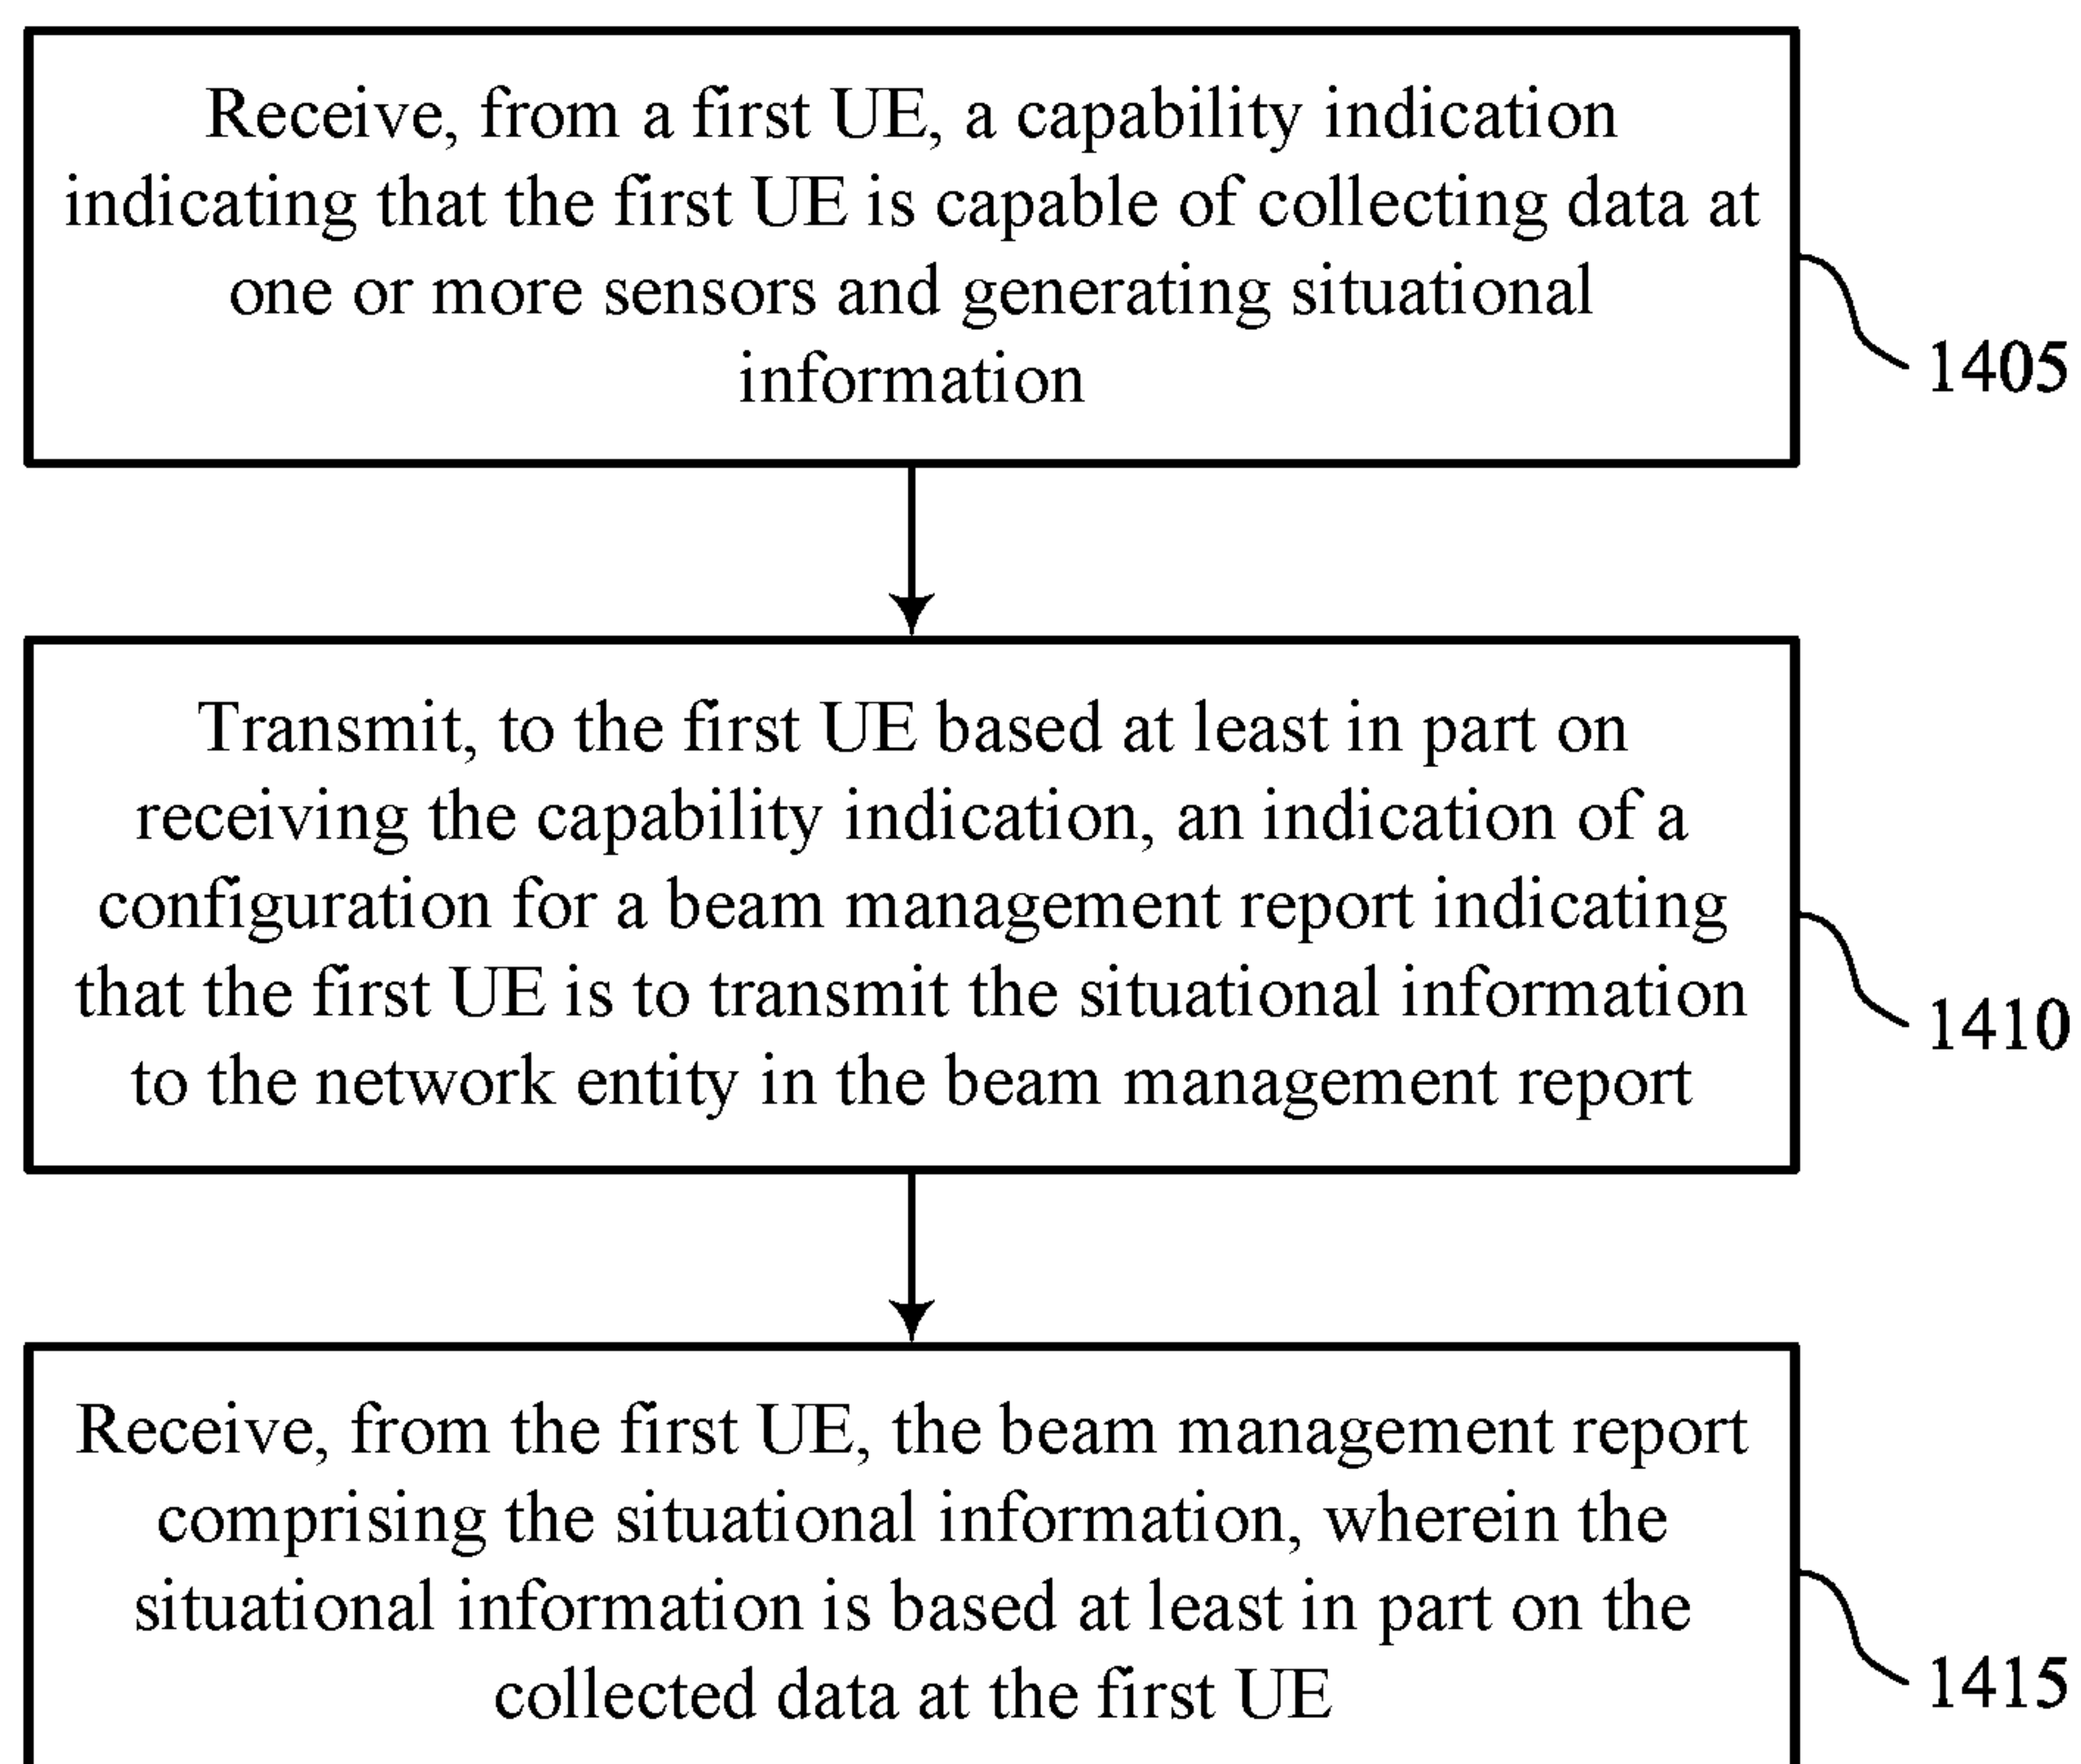 Receive, from a first UE, a capability indication
indicating that the first UE is capable of collecting data at
one or more sensors and generating situational
information
1405
Transmit, to the first UE based at least in part on
receiving the capability indication, an indication of a
configuration for a beam management report indicating
that the first UE is to transmit the situational information
to the network entity in the beam management report
1410
Receive, from the first UE, the beam management report
comprising the situational information, wherein the
situational information is based at least in part on the
collected data at the first UE
1415